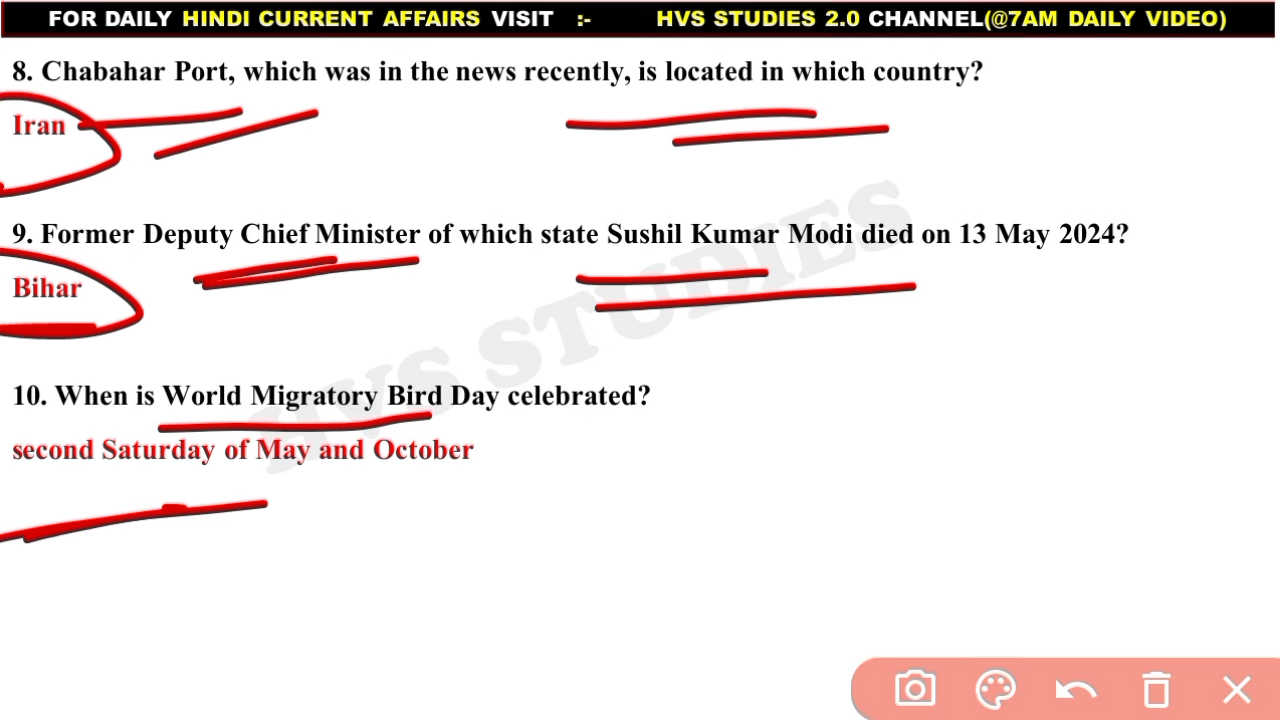 FOR DAILY HINDI CURRENT AFFAIRS VISIT :- HVS STUDIES 2.0 CHANNEL(@7AM DAILY VIDEO)
8. Chabahar Port, which was in the news recently, is located in which country?
Iran
9. Former Deputy Chief Minister of which state Sushil Kumar Modi died on 13 May 2024?
Bihar
HVS STUDIES
10. When is World Migratory Bird Day celebrated?
second Saturday of May and October